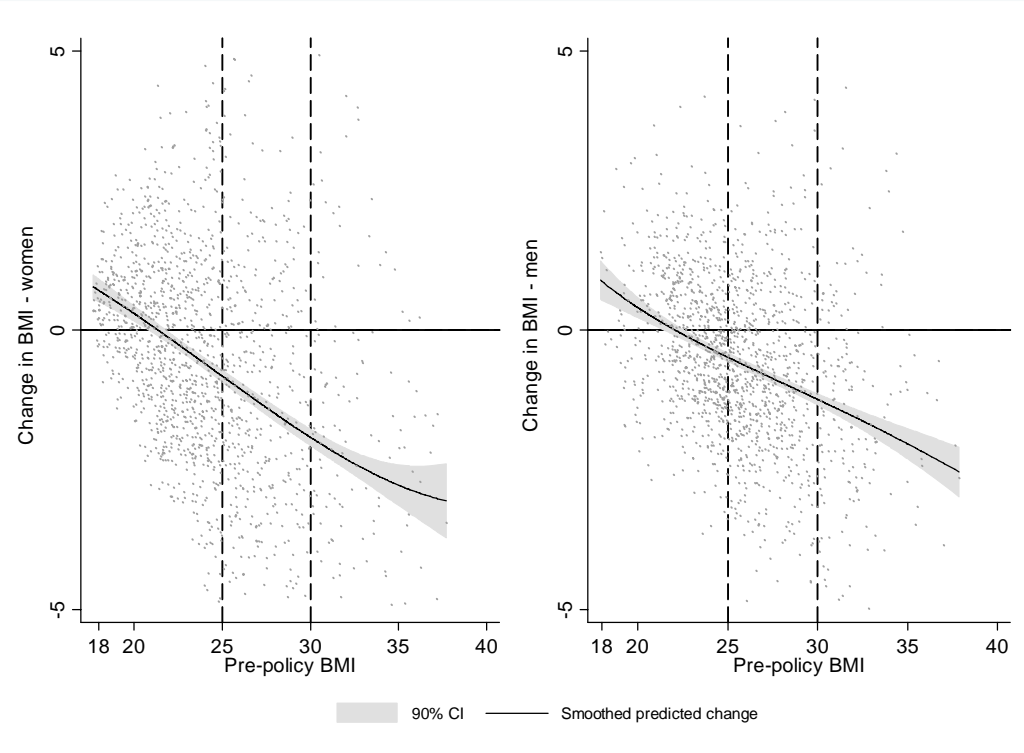 Change in BMI - women
5
0
-5
18 20 25 30 35 40
Pre-policy BMI
Change in BMI - men
5
0
-5
18 20 25 30 35 40
Pre-policy BMI
90% CI Smoothed predicted change